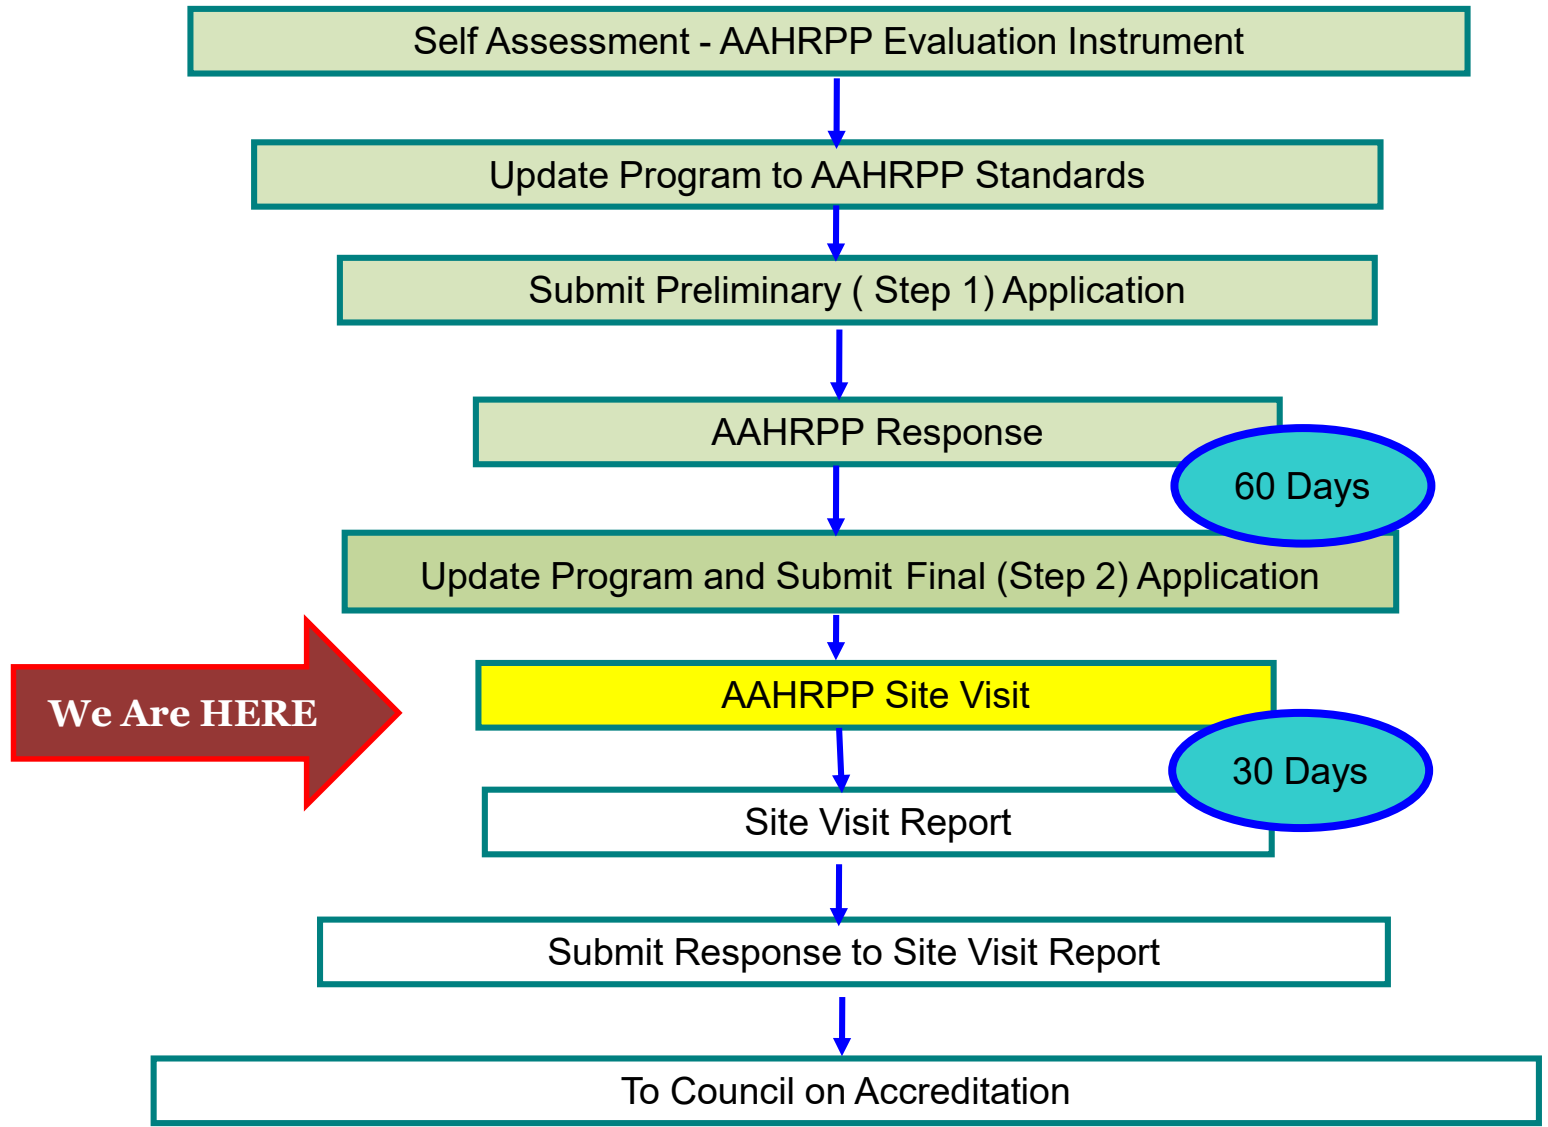 Self Assessment - AAHRPP Evaluation Instrument
Update Program to AAHRPP Standards
Submit Preliminary ( Step 1) Application
AAHRPP Response
60 Days
Update Program and Submit Final (Step 2) Application
We Are HERE
AAHRPP Site Visit
30 Days
Site Visit Report
Submit Response to Site Visit Report
To Council on Accreditation